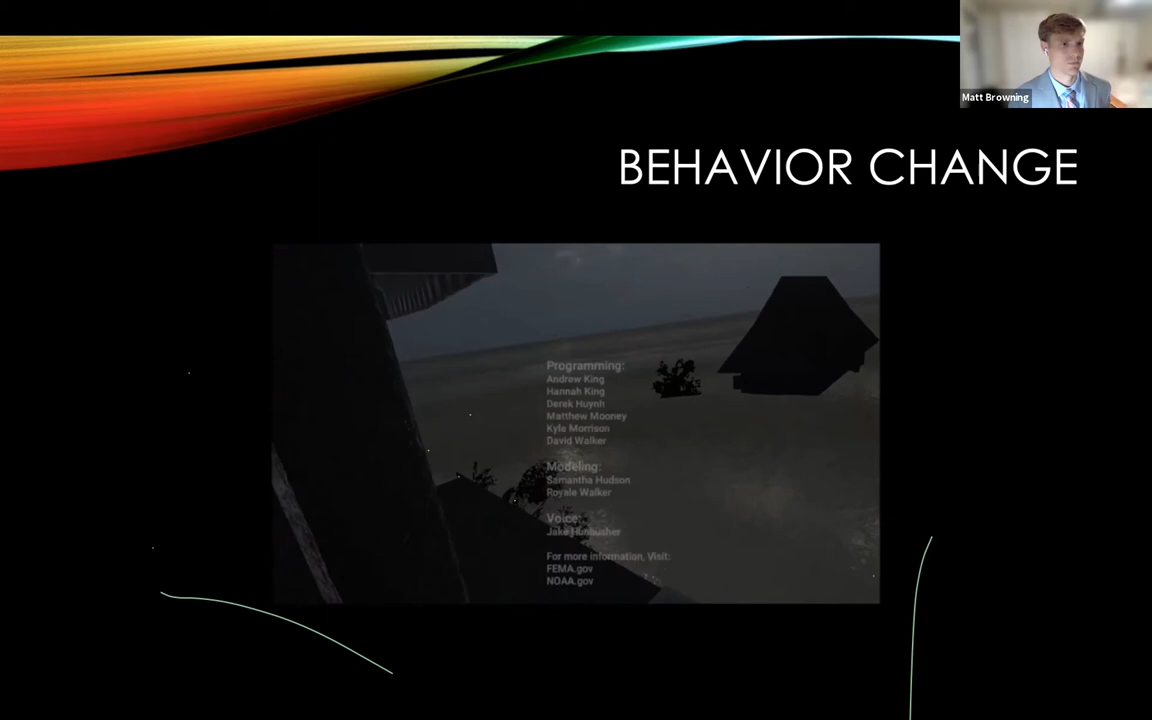 Matt Browning
BEHAVIOR CHANGE
Programming:
Andrew King
Hannah King
Derek Huynh
Matthew Mooney
Kyle Morrison
David Walker
Modeling:
Samantha Hudson
Royale Walker
Voice:
Jake
For more information, Visit:
FEMA.gov
NOAA.gov